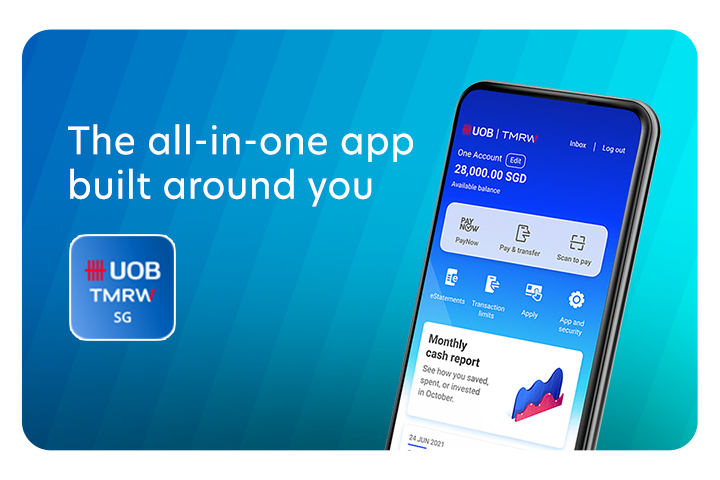 The all-in-one app
built around you
UOB
TMRW
SG
UOB | TMRW
Inbox | Log out
One Account Edit
28,000.00 SGD
Available balance
PAY
NOW
PayNow
Pay & transfer
Scan to pay
eStatements
Transaction
limits
Apply
App and
security
Monthly
cash report
See how you saved,
spent, or invested
in October.
24 JUN 2021